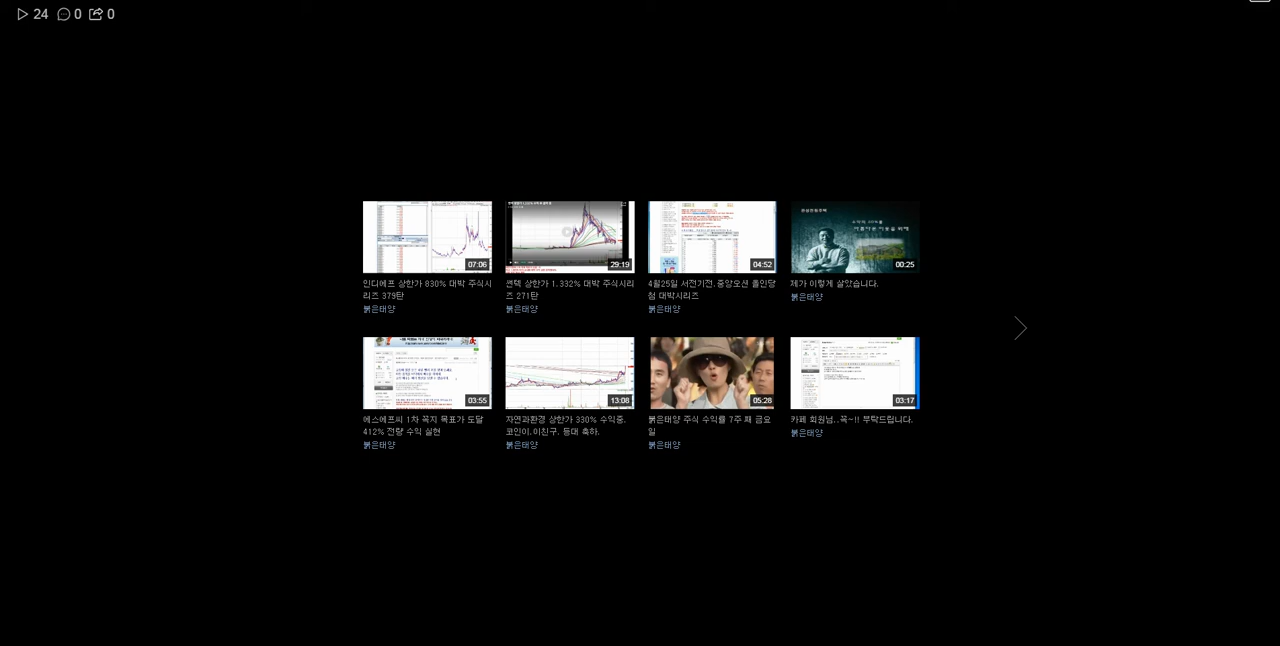 24 0 0
07:06
29:19
04:52
00:25
인디에프 상한가 830% 대박 주식시
리즈 379탄
붉은태양
썬텍 상한가 1,332% 대박 주식시리
즈 271탄
붉은태양
4월25일 서전기전,중앙오션 올인당
첨 대박시리즈
붉은태양
제가 이렇게 살았습니다.
붉은태양
03:55
13:08
05:28
03:17
에스에프씨 1차 꼭지 목표가 도달
412% 전량 수익 실현
붉은태양
자연과환경 상한가 330% 수익중.
코인이,이친구, 등대 축하.
붉은태양
붉은태양 주식 수익률 7주 째 금요
일
붉은태양
카페 회원님..꼭~!! 부탁드립니다.
붉은태양